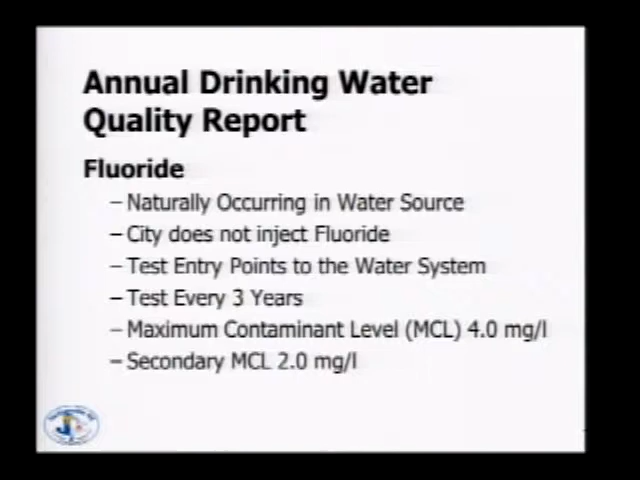 Annual Drinking Water
Quality Report
Fluoride
– Naturally Occurring in Water Source
– City does not inject Fluoride
– Test Entry Points to the Water System
– Test Every 3 Years
– Maximum Contaminant Level (MCL) 4.0 mg/l
– Secondary MCL 2.0 mg/l